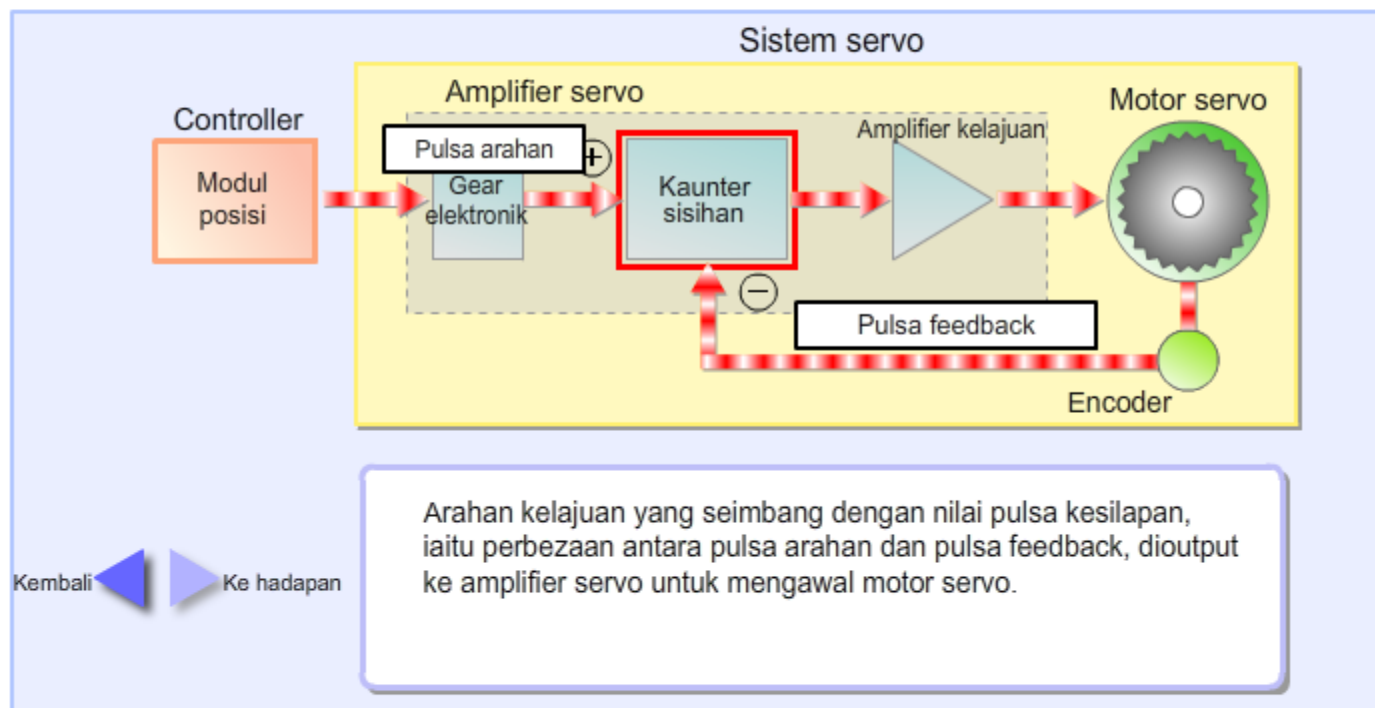 Sistem servo
Amplifier servo
Motor servo
Controller
Amplifier kelajuan
Pulsa arahan
+
Modul
posisi
Gear
elektronik
Kaunter
sisihan
−
Pulsa feedback
Encoder
Arahan kelajuan yang seimbang dengan nilai pulsa kesilapan,
iaitu perbezaan antara pulsa arahan dan pulsa feedback, dioutput
ke amplifier servo untuk mengawal motor servo.
Kembali
Ke hadapan